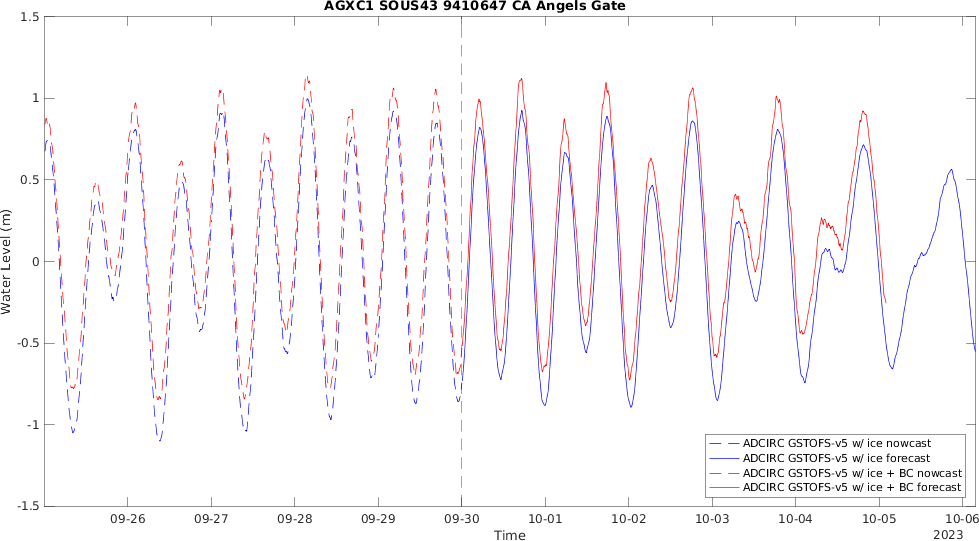 AGXC1 SOUS43 9410647 CA Angels Gate
1.5
1
0.5
0
-0.5
-1
-1.5
Water Level (m)
09-26 09-27 09-28 09-29 09-30 10-01 10-02 10-03 10-04 10-05 10-06
Time
2023
ADCIRC GSTOFS-v5 w/ ice nowcast
ADCIRC GSTOFS-v5 w/ ice forecast
ADCIRC GSTOFS-v5 w/ ice + BC nowcast
ADCIRC GSTOFS-v5 w/ ice + BC forecast